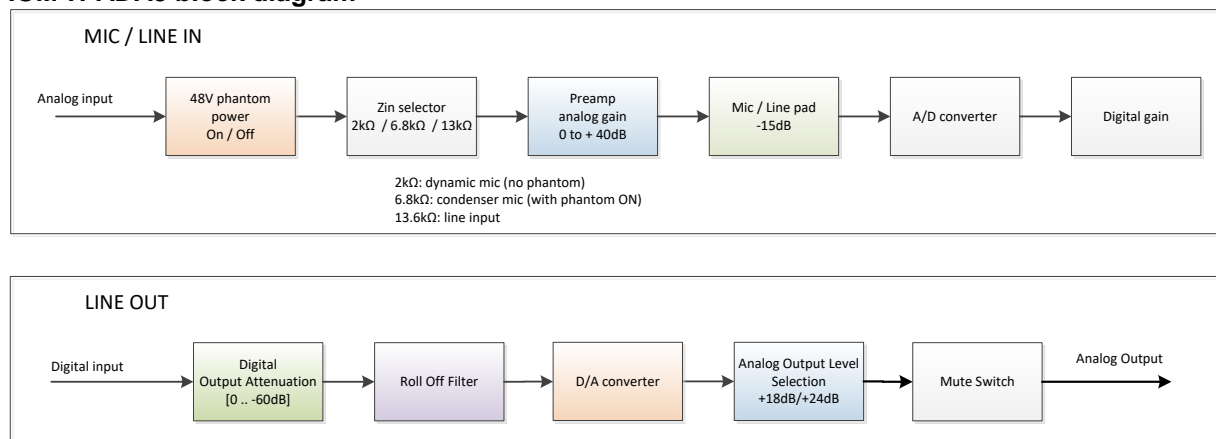 block diagram
MIC / LINE IN
Analog input
48V phantom
power
On / Off
Zin selector
2kΩ / 6.8kΩ / 13kΩ
Preamp
analog gain
0 to + 40dB
Mic / Line pad
-15dB
A/D converter
Digital gain
2kΩ: dynamic mic (no phantom)
6.8kΩ: condenser mic (with phantom ON)
13.6kΩ: line input
LINE OUT
Digital input
Digital
Output Attenuation
[0 .. -60dB]
Roll Off Filter
D/A converter
Analog Output Level
Selection
+18dB/+24dB
Mute Switch
Analog Output